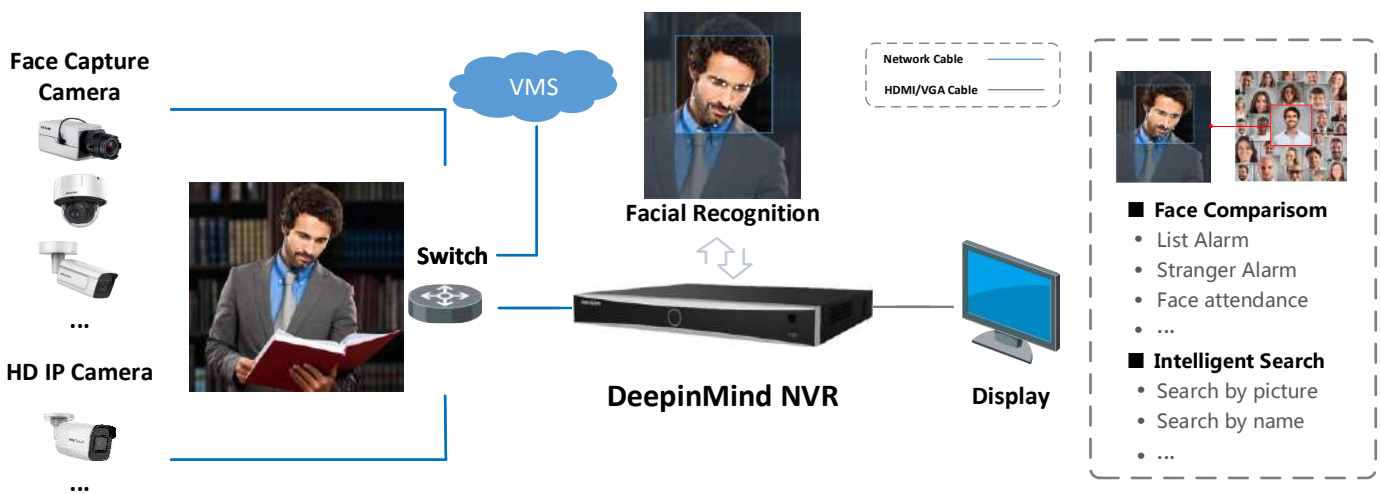 Face Capture
Camera
...
HD IP Camera
...
VMS
Switch
Facial Recognition
DeepinMind NVR
Display
Network Cable
HDMI/VGA Cable
■ Face Comparisom
• List Alarm
• Stranger Alarm
• Face attendance
• ...
■ Intelligent Search
• Search by picture
• Search by name
• ...